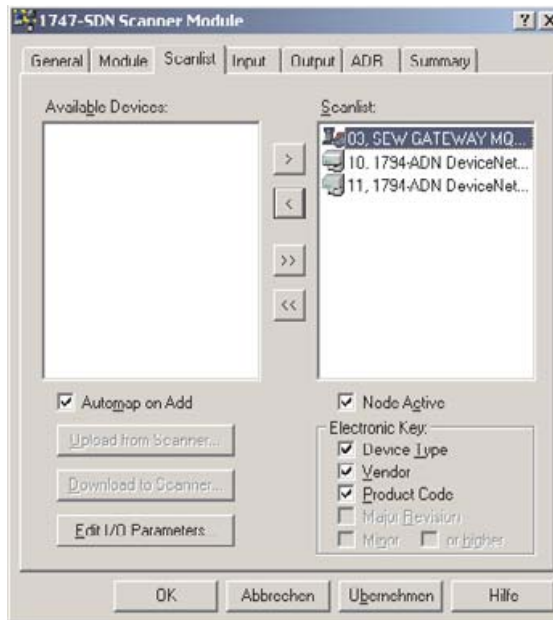 1747-SDN Scanner Module
General Module Scanlist Input Output ADR Summary
Available Devices:
Scanlist:
03, SEW GATEWAY MQ...
10. 1794-ADN DeviceNet...
11, 1794-ADN DeviceNet...
>
<
>>
<<
Automap on Add
Node Active
Upload from Scanner...
Download to Scanner...
Edit I/O Parameters...
Electronic Key:
Device Type
Vendor
Product Code
Major Revision
Minor or higher
OK Abbrechen Übernehmen Hilfe